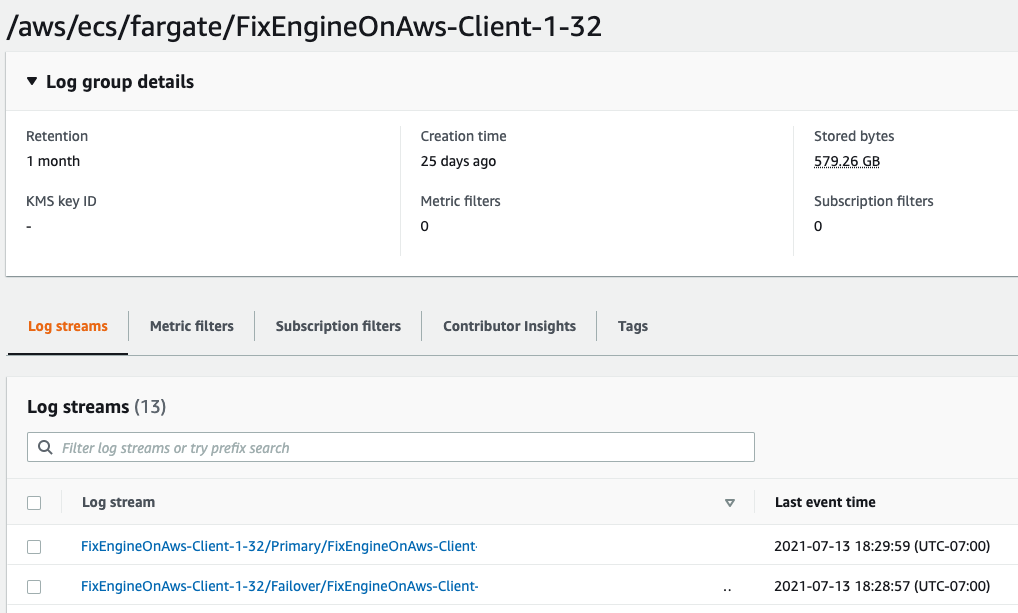 /aws/ecs/fargate/FixEngineOnAws-Client-1-32
▼ Log group details
Retention
1 month
Creation time
25 days ago
Stored bytes
579.26 GB
KMS key ID
-
Metric filters
0
Subscription filters
0
Log streams Metric filters Subscription filters Contributor Insights Tags
Log streams (13)
Filter log streams or try prefix search
Log stream Last event time
FixEngineOnAws-Client-1-32/Primary/FixEngineOnAws-Client- 2021-07-13 18:29:59 (UTC-07:00)
FixEngineOnAws-Client-1-32/Failover/FixEngineOnAws-Client- .. 2021-07-13 18:28:57 (UTC-07:00)